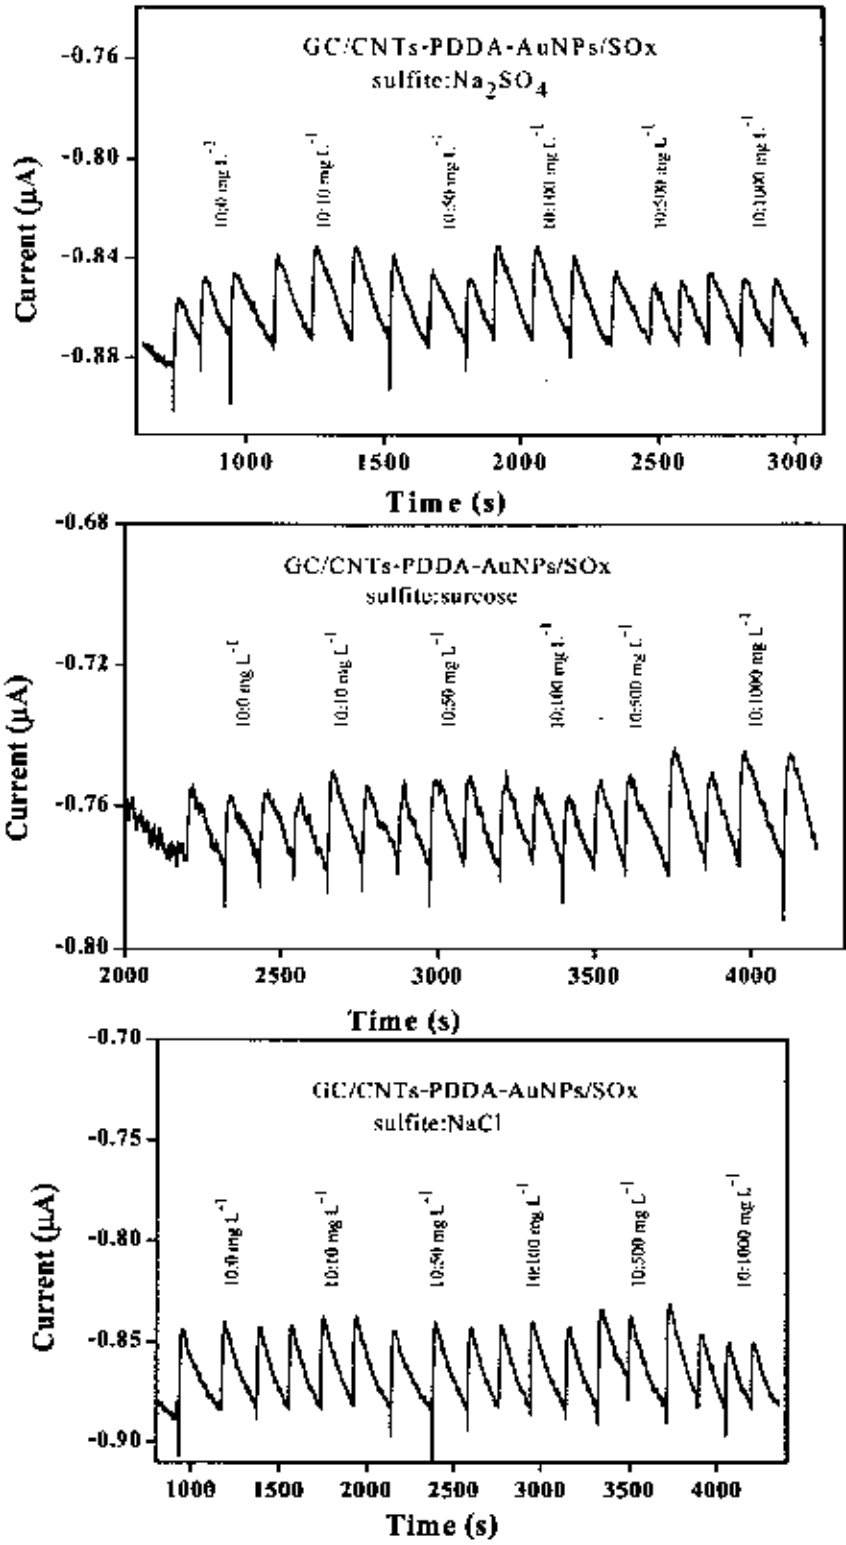 GC/CNTs-PDDA-AuNPs/SOx
sulfite:Na2SO4
10:0 mg L-1
10:10 mg L-1
10:50 mg L-1
10:100 mg L-1
10:500 mg L-1
10:1000 mg L-1
Current (μA)
-0.76
-0.80
-0.84
-0.88
1000
1500
2000
2500
3000
Time (s)
-0.68
GC/CNTs-PDDA-AuNPs/SOx
sulfite:surcose
10:0 mg L-1
10:10 mg L-1
10:50 mg L-1
10:100 mg L-1
10:500 mg L-1
10:1000 mg L-1
Current (μA)
-0.72
-0.76
-0.80
2000
2500
3000
3500
4000
Time (s)
-0.70
GC/CNTs-PDDA-AuNPs/SOx
sulfite:NaCl
10:0 mg L-1
10:10 mg L-1
10:50 mg L-1
10:100 mg L-1
10:500 mg L-1
10:1000 mg L-1
Current (μA)
-0.75
-0.80
-0.85
-0.90
1000
1500
2000
2500
3000
3500
4000
Time (s)